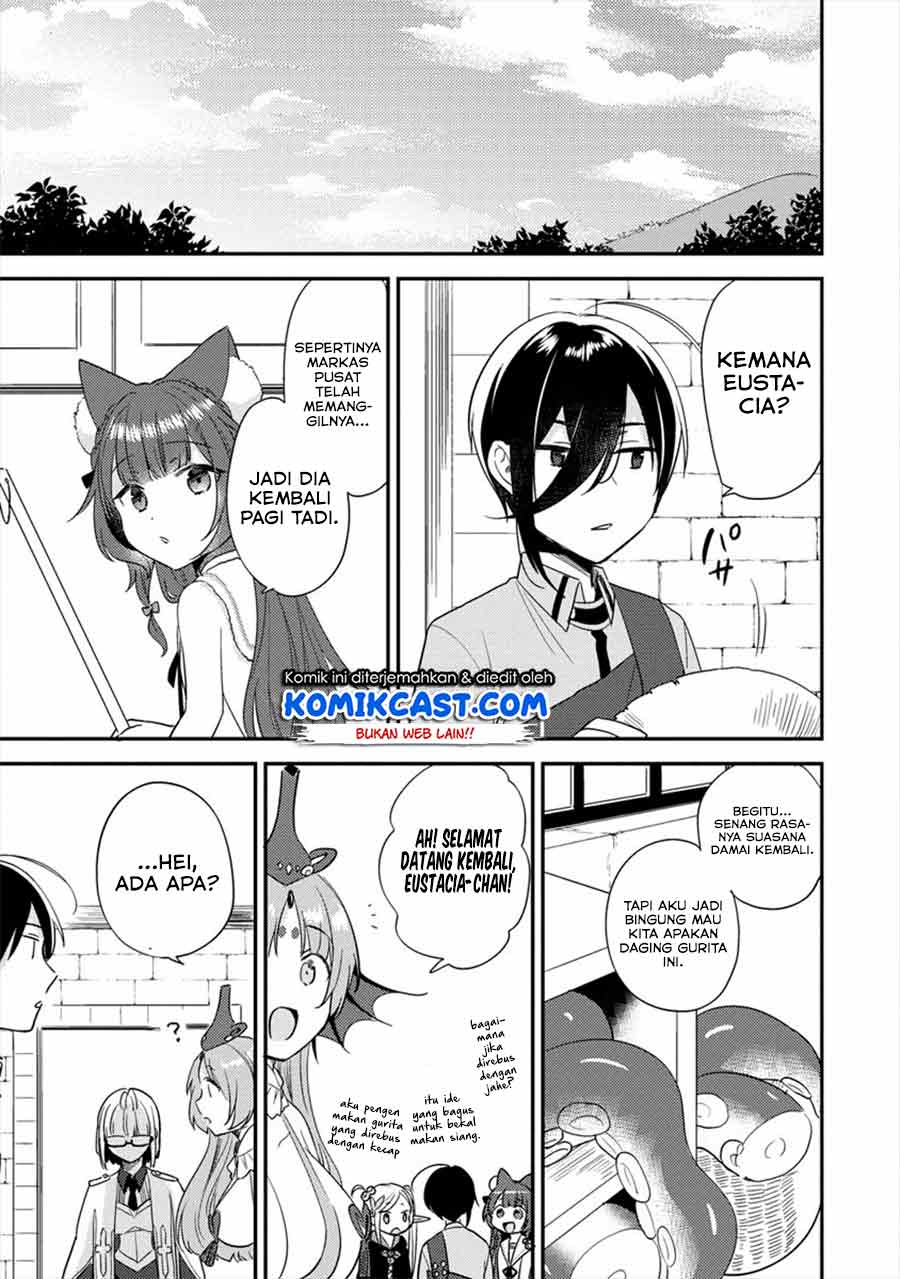 KEMANA
EUSTA-
CIA?
パサ
SEPERTINYA
MARKAS
PUSAT
TELAH
MEMANG-
GILNYA...
JADI DIA
KEMBALI
PAGI TADI.
Komik ini diterjemahkan & diedit oleh
KOMIKCAST.COM
BUKAN WEB LAIN!!
BEGITU...
SENANG RASA-
NYA SUASANA
DAMAI KEMBALI.
TAPI AKU JADI
BINGUNG MAU
KITA APAKAN
DAGING GURITA
INI.
bagai-
mana
jika
direbus
dengan
jahe?
itu ide
yang bagus
untuk bekal
makan siang.
aku pengen
makan gurita
yang direbus
dengan kecap
AH! SELAMAT
DATANG KEMBALI,
EUSTACIA-CHAN!
?
...HEI,
ADA APA?